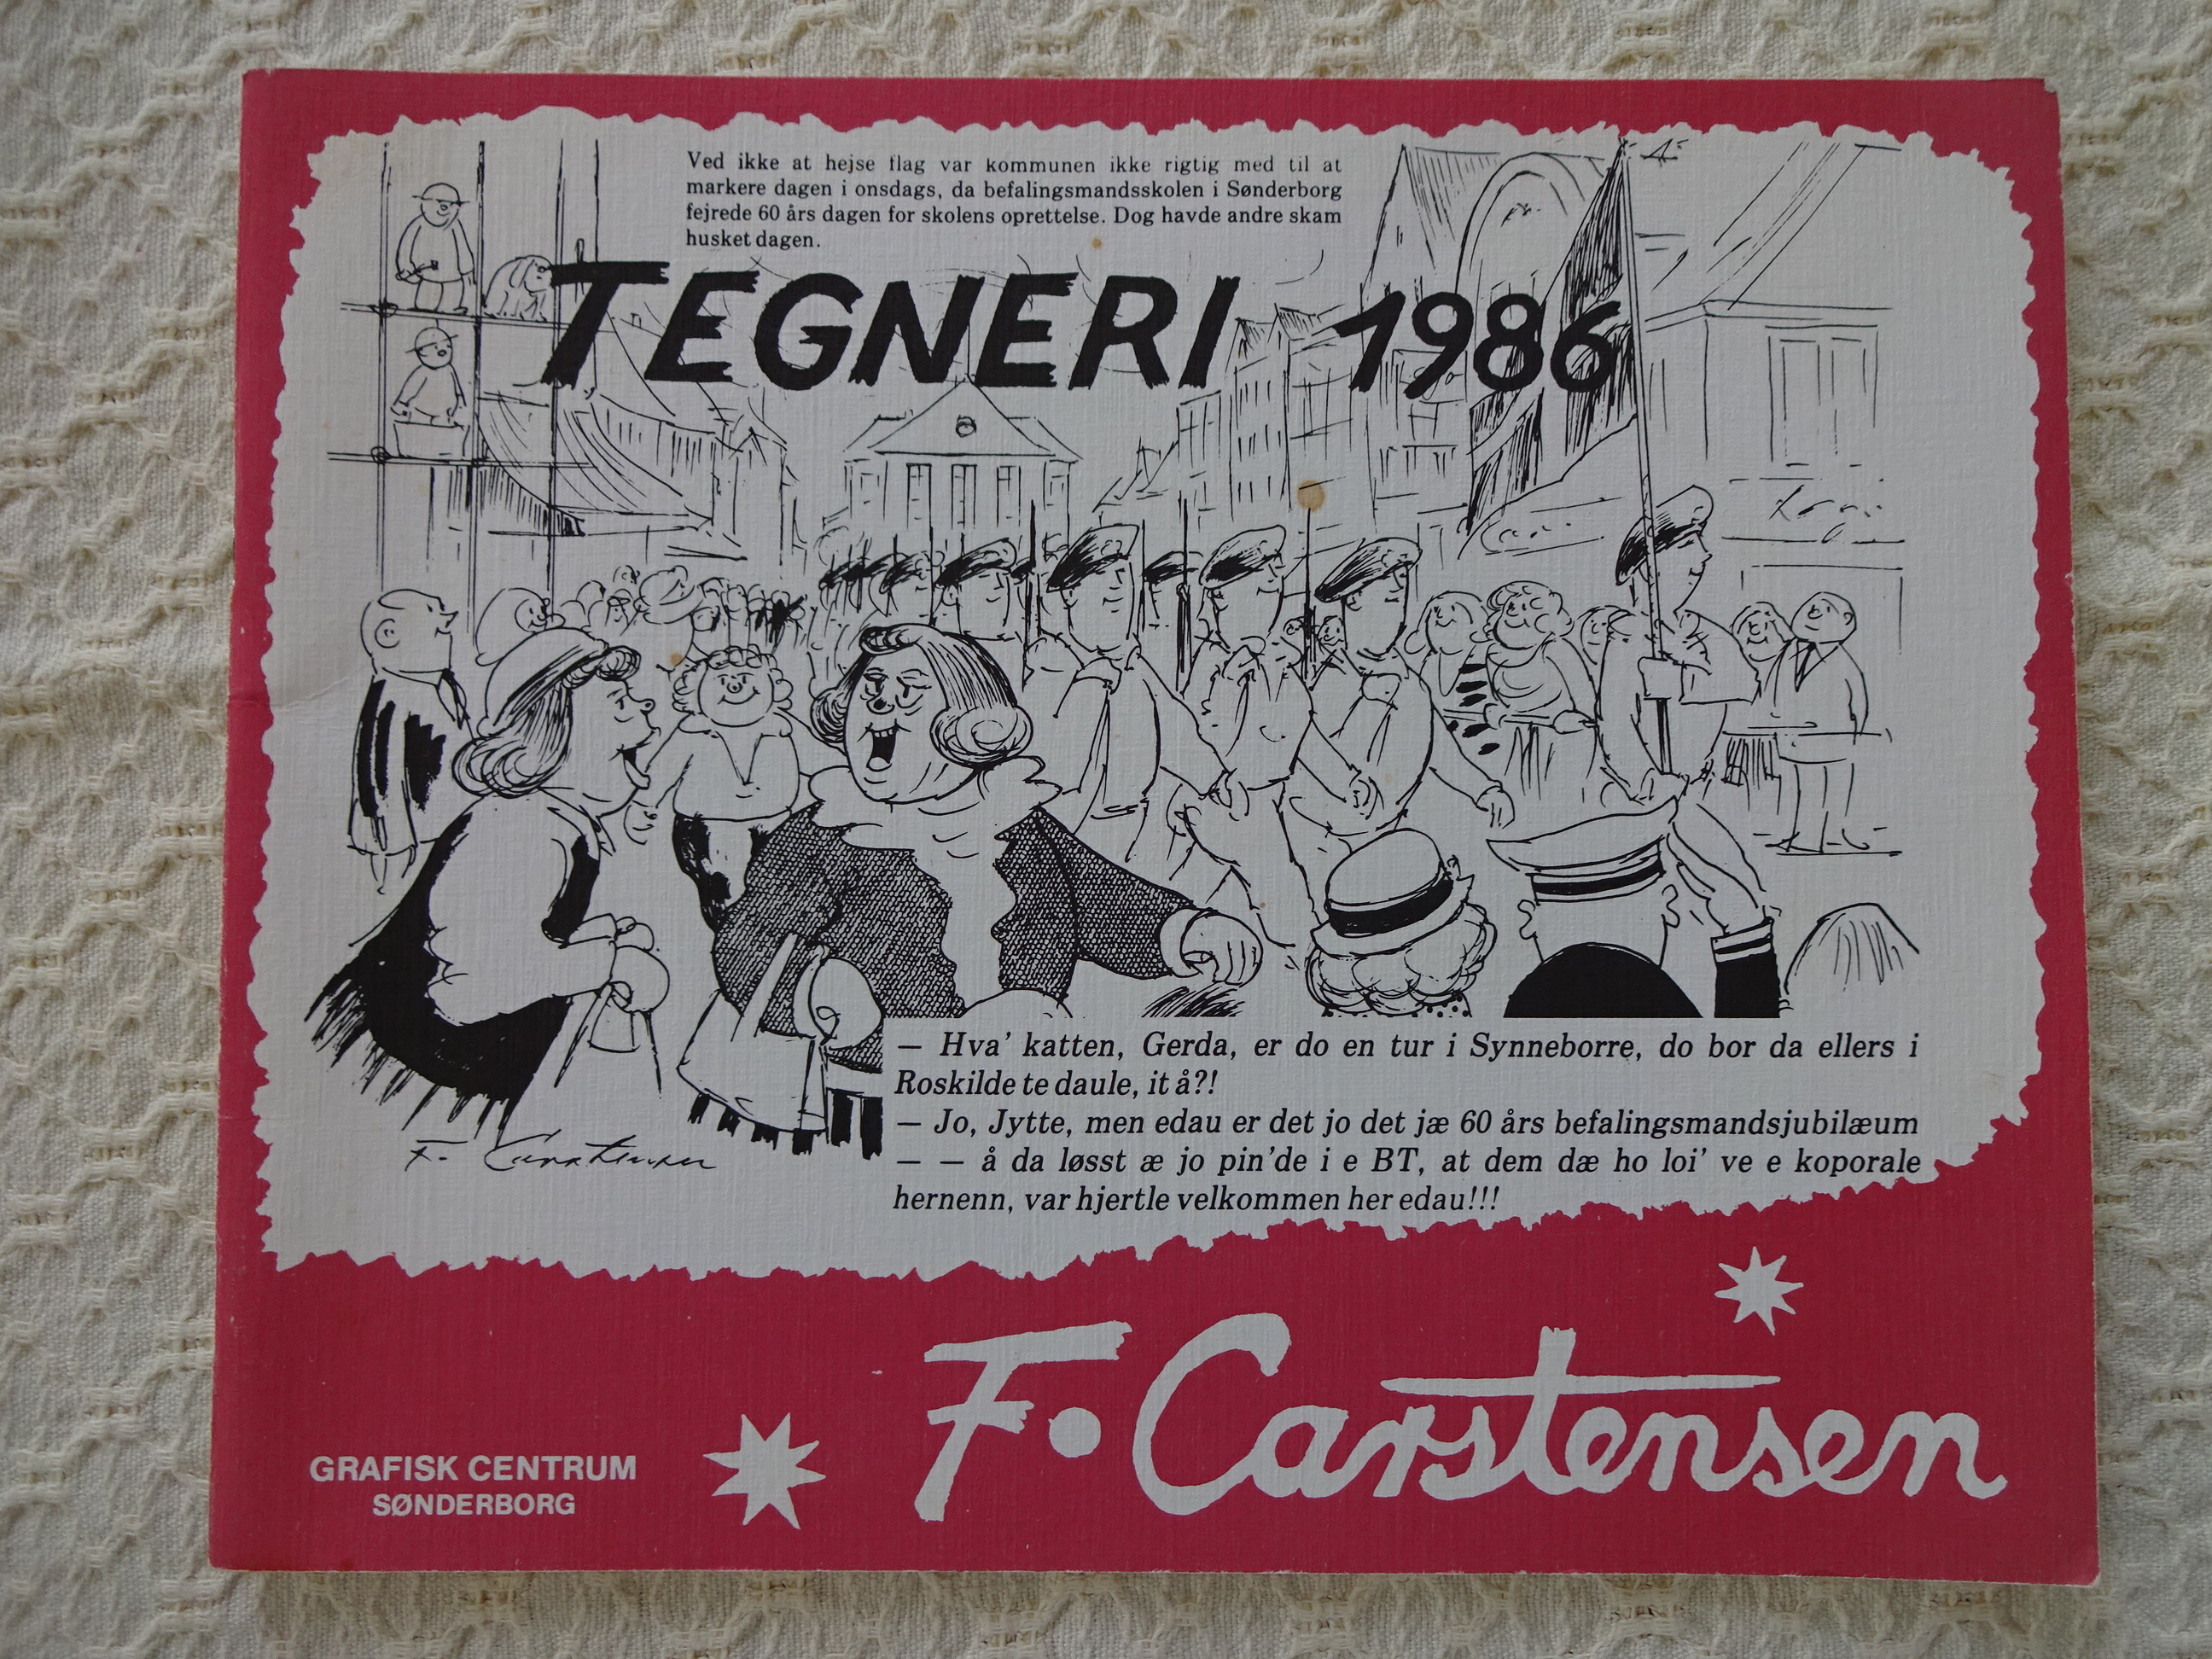 Ved ikke at hejse flag var kommunen ikke rigtig med til at
markere dagen i onsdags, da befalingsmandsskolen i Sønderborg
fejrede 60 års dagen for skolens oprettelse. Dog havde andre skam
husket dagen.
TEGNERI 1986
— Hva' katten, Gerda, er do en tur i Synneborre, do bor da ellers i
Roskilde te daule, it å?!
— Jo, Jytte, men edau er det jo det jæ 60 års befalingsmandsjubilæum
— — å da løsst æ jo pin'de i e BT, at dem dæ ho loi' ve e koporale
hernenn, var hjertle velkommen her edau!!!
F. Carstensen
F. Carstensen
GRAFISK CENTRUM
SØNDERBORG